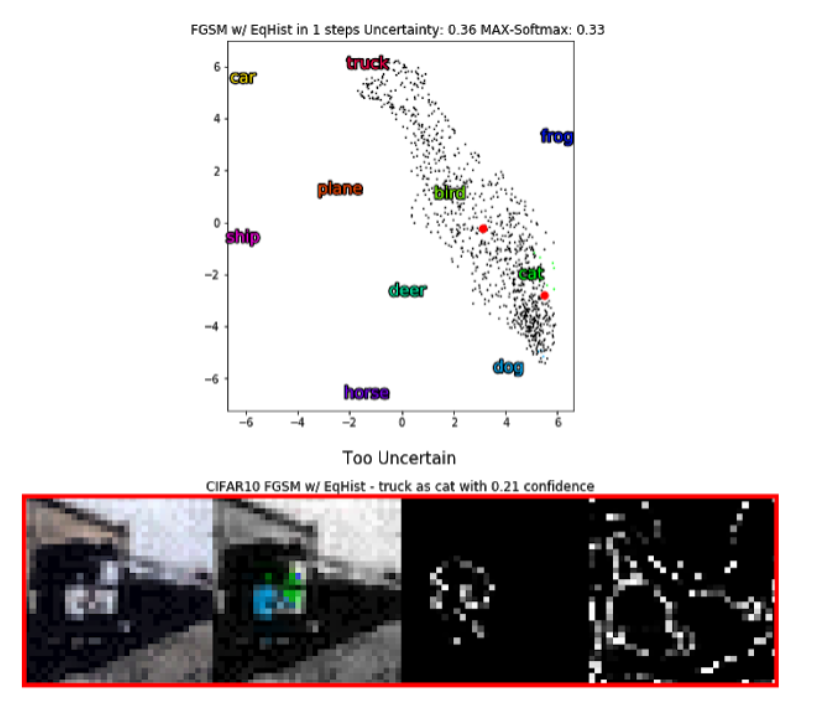 FGSM w/ EqHist in 1 steps Uncertainty: 0.36 MAX-Softmax: 0.33
6
truck
car
4
frog
2
plane
bird
0
ship
−2
cat
deer
−4
dog
−6
horse
−6 −4 −2 0 2 4 6
Too Uncertain
CIFAR10 FGSM w/ EqHist - truck as cat with 0.21 confidence